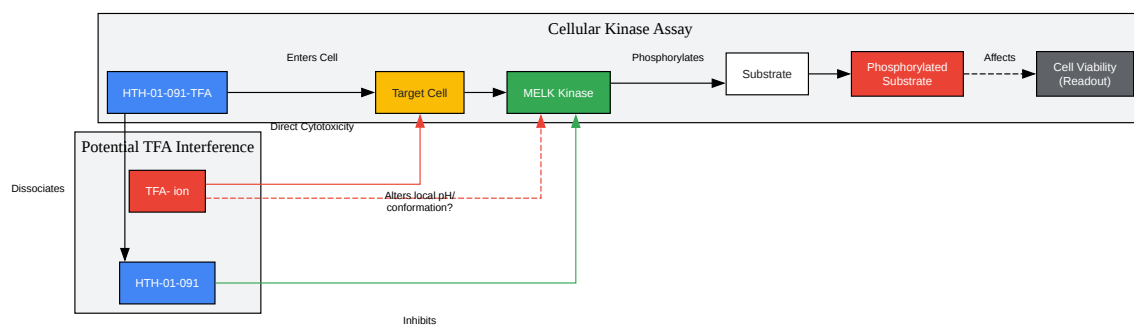 Cellular Kinase Assay
Enters Cell
Phosphorylates
Affects
HTH-01-091-TFA
Target Cell
MELK Kinase
Substrate
Phosphorylated
Substrate
Cell Viability
(Readout)
Direct Cytotoxicity
Potential TFA Interference
Dissociates
TFA- ion
Alters local pH/
conformation?
HTH-01-091
Inhibits